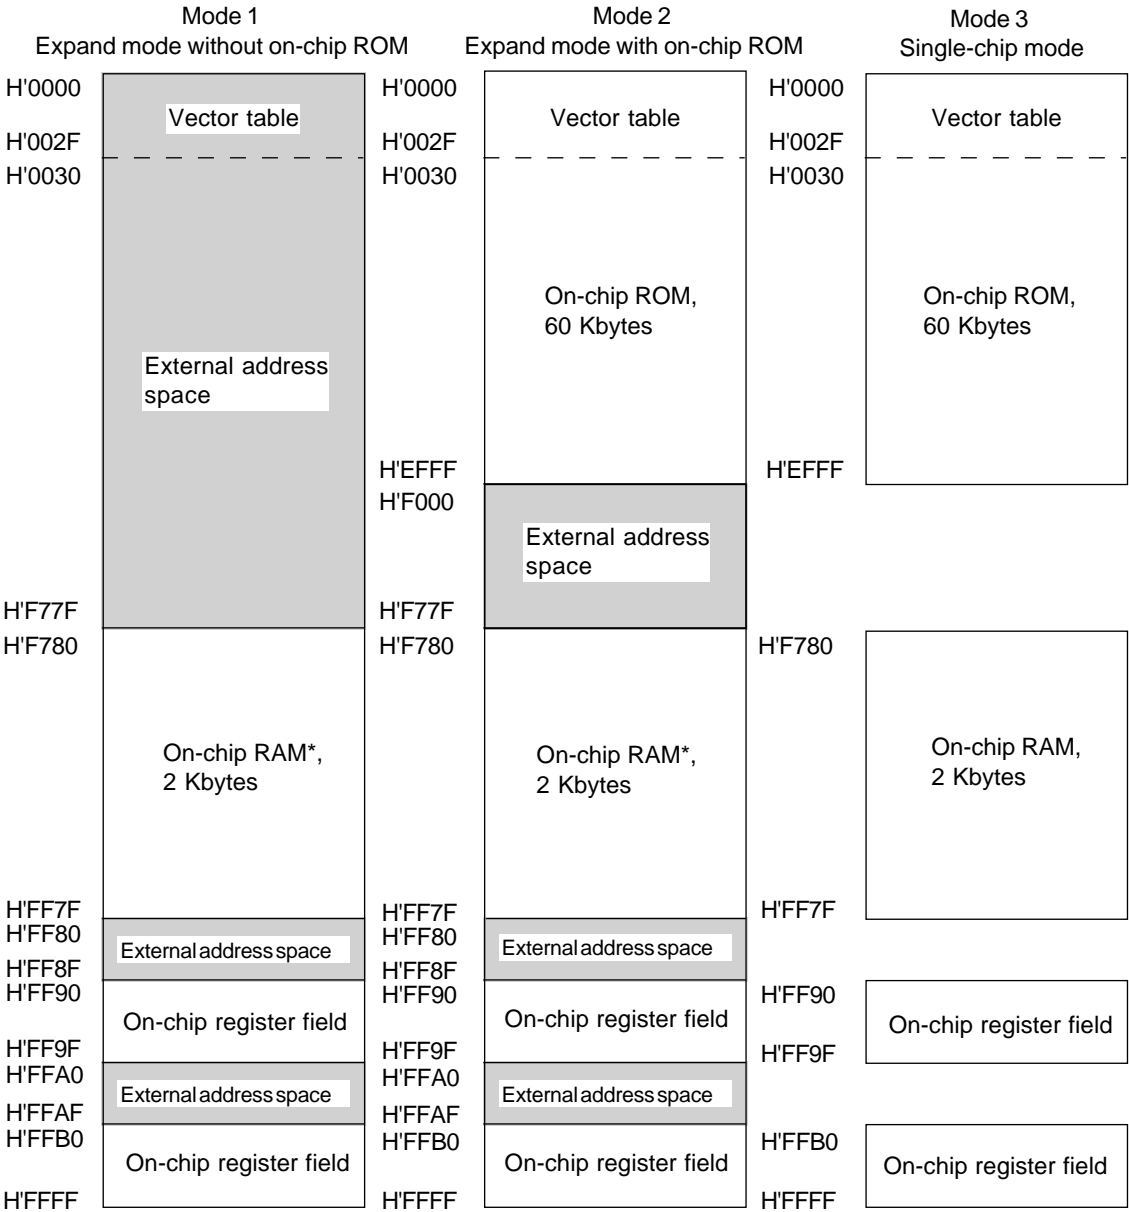 Mode 1
Expand mode without on-chip ROM
H'0000
Vector table
H'002F
H'0030
External address
space
H'F77F
H'F780
On-chip RAM*,
2 Kbytes
H'FF7F
H'FF80
External address space
H'FF8F
H'FF90
On-chip register field
H'FF9F
H'FFA0
External address space
H'FFAF
H'FFB0
On-chip register field
H'FFFF
Mode 2
Expand mode with on-chip ROM
H'0000
Vector table
H'002F
H'0030
On-chip ROM,
60 Kbytes
H'EFFF
H'F000
External address
space
H'F77F
H'F780
On-chip RAM*,
2 Kbytes
H'FF7F
H'FF80
External address space
H'FF8F
H'FF90
On-chip register field
H'FF9F
H'FFA0
External address space
H'FFAF
H'FFB0
On-chip register field
H'FFFF
Mode 3
Single-chip mode
H'0000
Vector table
H'002F
H'0030
On-chip ROM,
60 Kbytes
H'EFFF
H'F780
On-chip RAM,
2 Kbytes
H'FF7F
H'FF90
On-chip register field
H'FF9F
H'FFB0
On-chip register field
H'FFFF